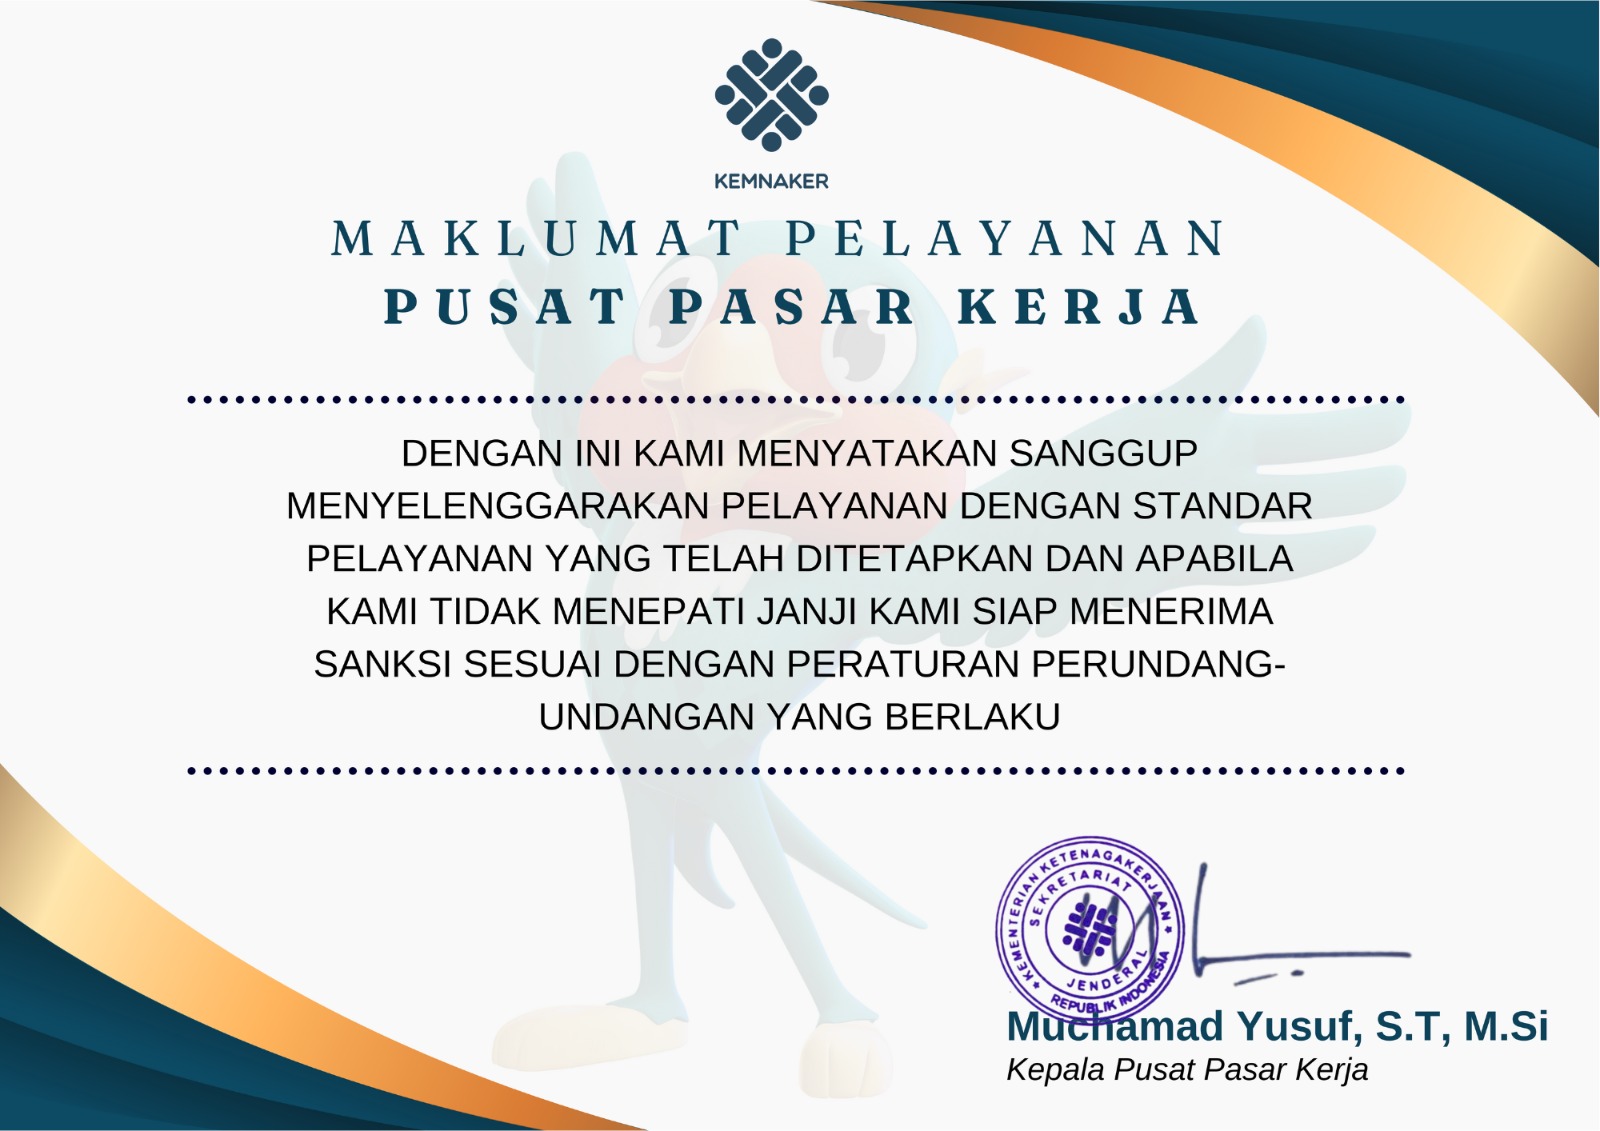 KEMNAKER
MAKLUMAT PELAYANAN
PUSAT PASAR KERJA
DENGAN INI KAMI MENYATAKAN SANGGUP
MENYELENGGARAKAN PELAYANAN DENGAN STANDAR
PELAYANAN YANG TELAH DITETAPKAN DAN APABILA
KAMI TIDAK MENEPATI JANJI KAMI SIAP MENERIMA
SANKSI SESUAI DENGAN PERATURAN PERUNDANG-
UNDANGAN YANG BERLAKU
KEMENTERIAN KETENAGAKERJAAN
SEKRETARIAT
JENDERAL
REPUBLIK INDONESIA
Muchamad Yusuf, S.T, M.Si
Kepala Pusat Pasar Kerja